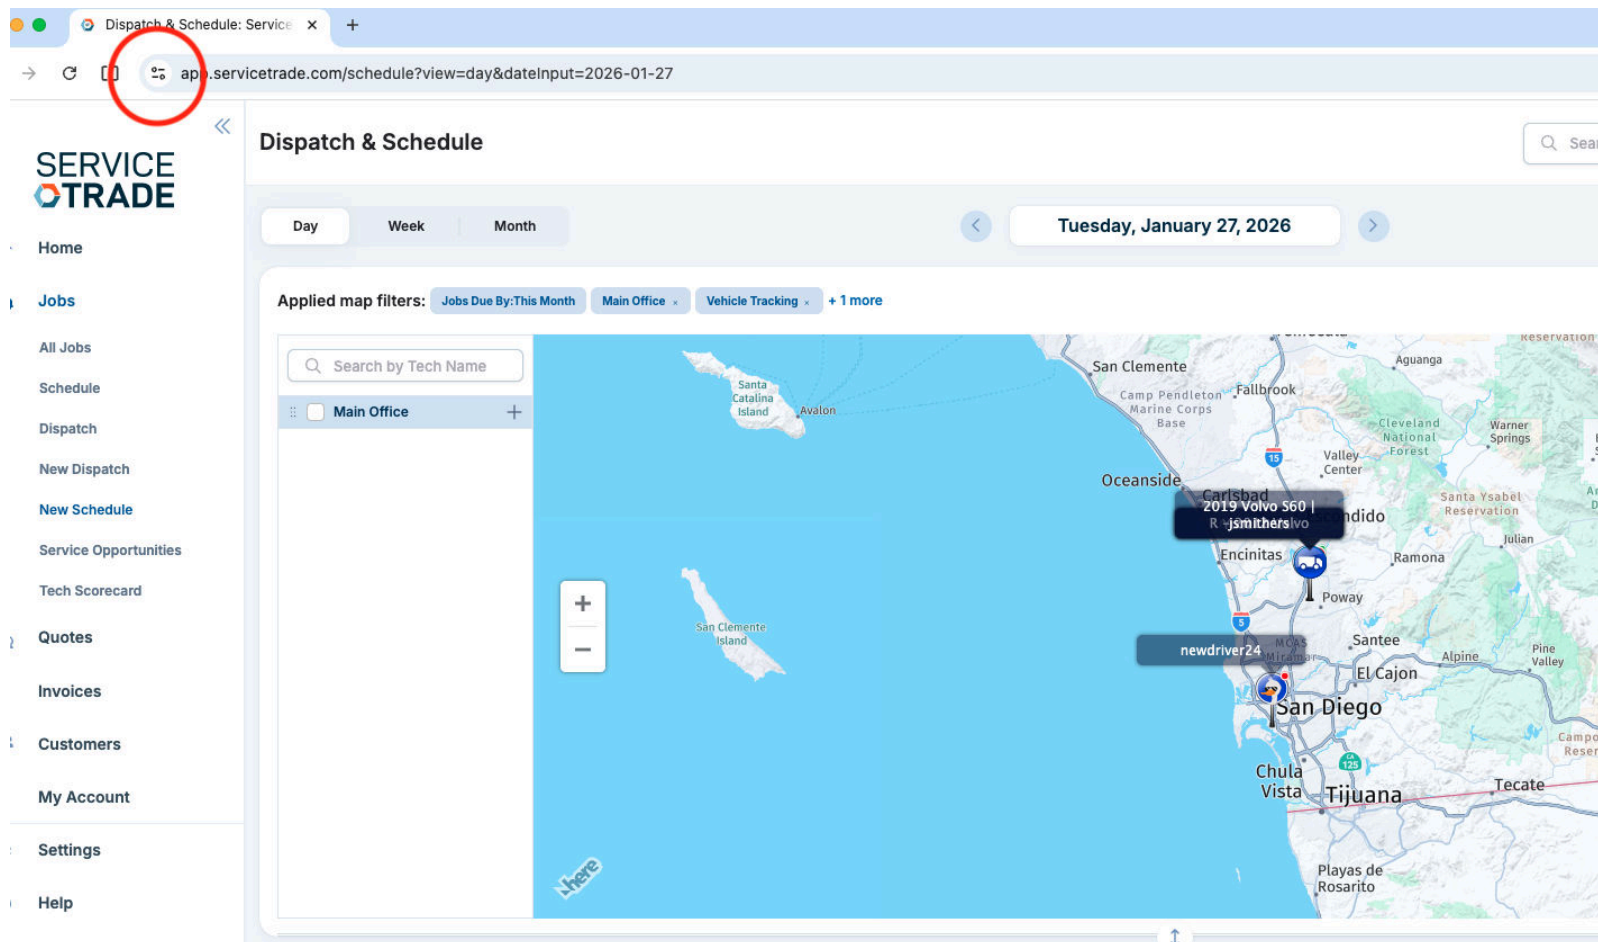 Dispatch & Schedule: Service
app.servicetrade.com/schedule?view=day&dateInput=2026-01-27
SERVICE
TRADE
Home
Jobs
All Jobs
Schedule
Dispatch
New Dispatch
New Schedule
Service Opportunities
Tech Scorecard
Quotes
Invoices
Customers
My Account
Settings
Help
Dispatch & Schedule
Day Week Month
Tuesday, January 27, 2026
Applied map filters: Jobs Due By:This Month Main Office × Vehicle Tracking × + 1 more
Search by Tech Name
Main Office +
Santa
Catalina
Island
Avalon
San Clemente
Island
San Clemente
Aguanga
Fallbrook
Camp Pendleton
Marine Corps
Base
Cleveland
National
Forest
Warner
Springs
15
Valley
Center
Oceanside
Carlsbad
2019 Volvo S60 |
jsmithers
Santa Ysabel
Reservation
Julian
Encinitas
Ramona
Poway
5
newdriver24
MCAS
Miramar
Santee
Alpine
Pine
Valley
El Cajon
San Diego
Chula
Vista
CA
125
Tijuana
Tecate
Playas de
Rosarito
here